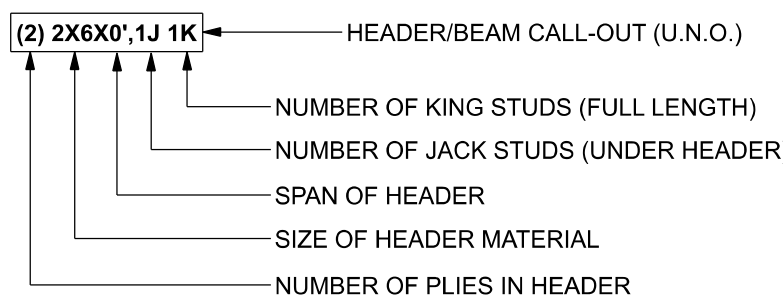 (2) 2X6X0',1J 1K HEADER/BEAM CALL-OUT (U.N.O.)
NUMBER OF KING STUDS (FULL LENGTH)
NUMBER OF JACK STUDS (UNDER HEADER
SPAN OF HEADER
SIZE OF HEADER MATERIAL
NUMBER OF PLIES IN HEADER